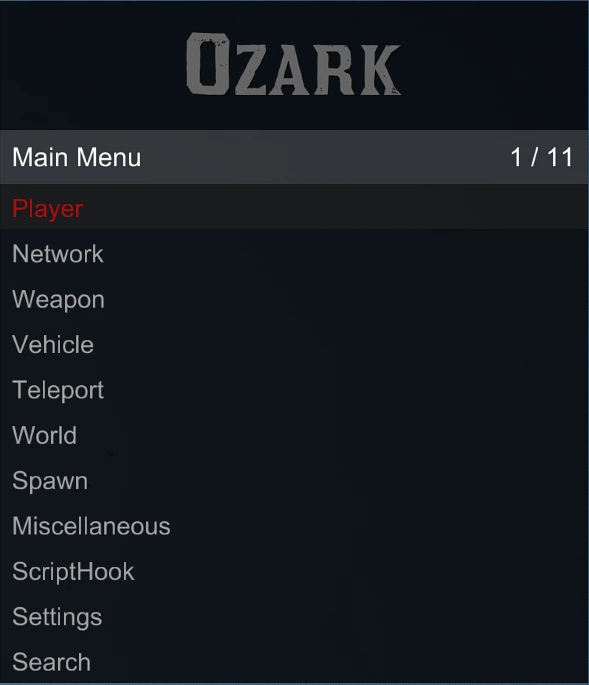 OZARK
Main Menu 1 / 11
Player
Network
Weapon
Vehicle
Teleport
World
Spawn
Miscellaneous
ScriptHook
Settings
Search